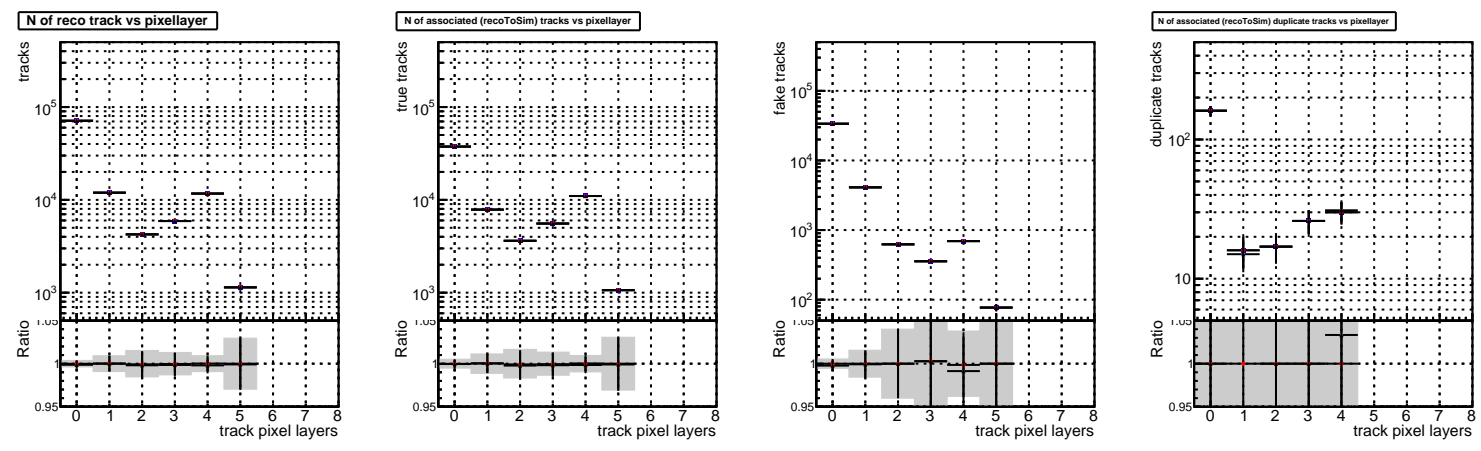 N of reco track vs pixellayer
tracks
10^5
10^4
10^3
Ratio
1.05
1
0.95
0 1 2 3 4 5 6 7 8
track pixel layers
N of associated (recoToSim) tracks vs pixellayer
true tracks
10^5
10^4
10^3
Ratio
1.05
1
0.95
0 1 2 3 4 5 6 7 8
track pixel layers
fake tracks
10^5
10^4
10^3
10^2
Ratio
1.05
1
0.95
0 1 2 3 4 5 6 7 8
track pixel layers
N of associated (recoToSim) duplicate tracks vs pixellayer
duplicate tracks
10^2
10
Ratio
1.05
1
0.95
0 1 2 3 4 5 6 7 8
track pixel layers